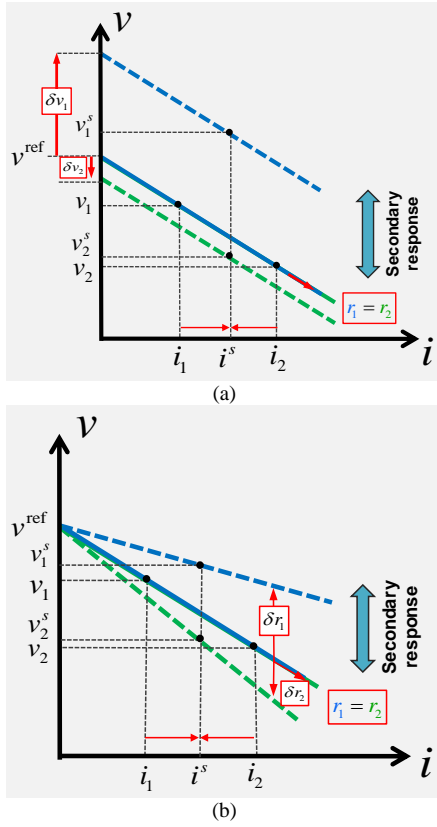 v
δv₁
v₁ˢ
vʳᵉᶠ
δv₂
v₁
v₂ˢ
v₂
Secondary response
r₁ = r₂
i₁
iˢ
i₂
i
(a)
v
vʳᵉᶠ
v₁ˢ
v₁
v₂ˢ
v₂
δr₁
δr₂
Secondary response
r₁ = r₂
i₁
iˢ
i₂
i
(b)